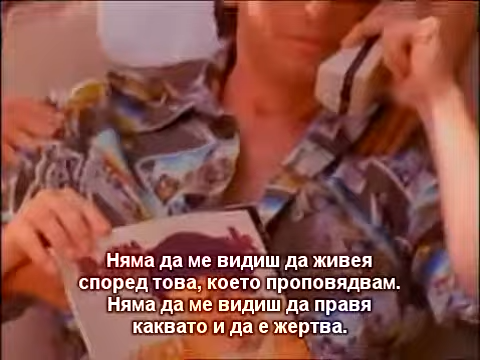 Няма да ме видиш да живея
според това, което проповядвам.
Няма да ме видиш да правя
каквато и да е жертва.